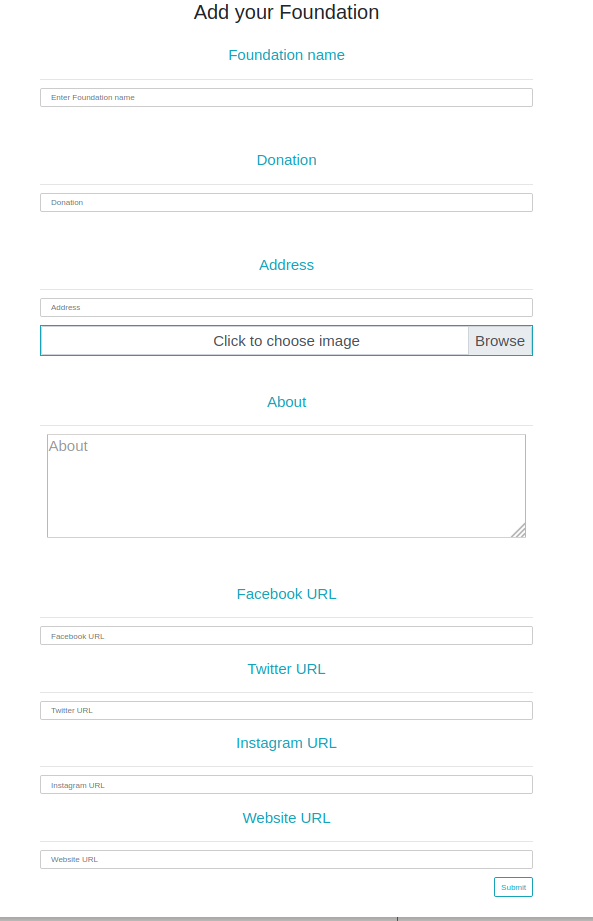 Add your Foundation
Foundation name
Enter Foundation name
Donation
Donation
Address
Address
Click to choose image Browse
About
About
Facebook URL
Facebook URL
Twitter URL
Twitter URL
Instagram URL
Instagram URL
Website URL
Website URL
Submit